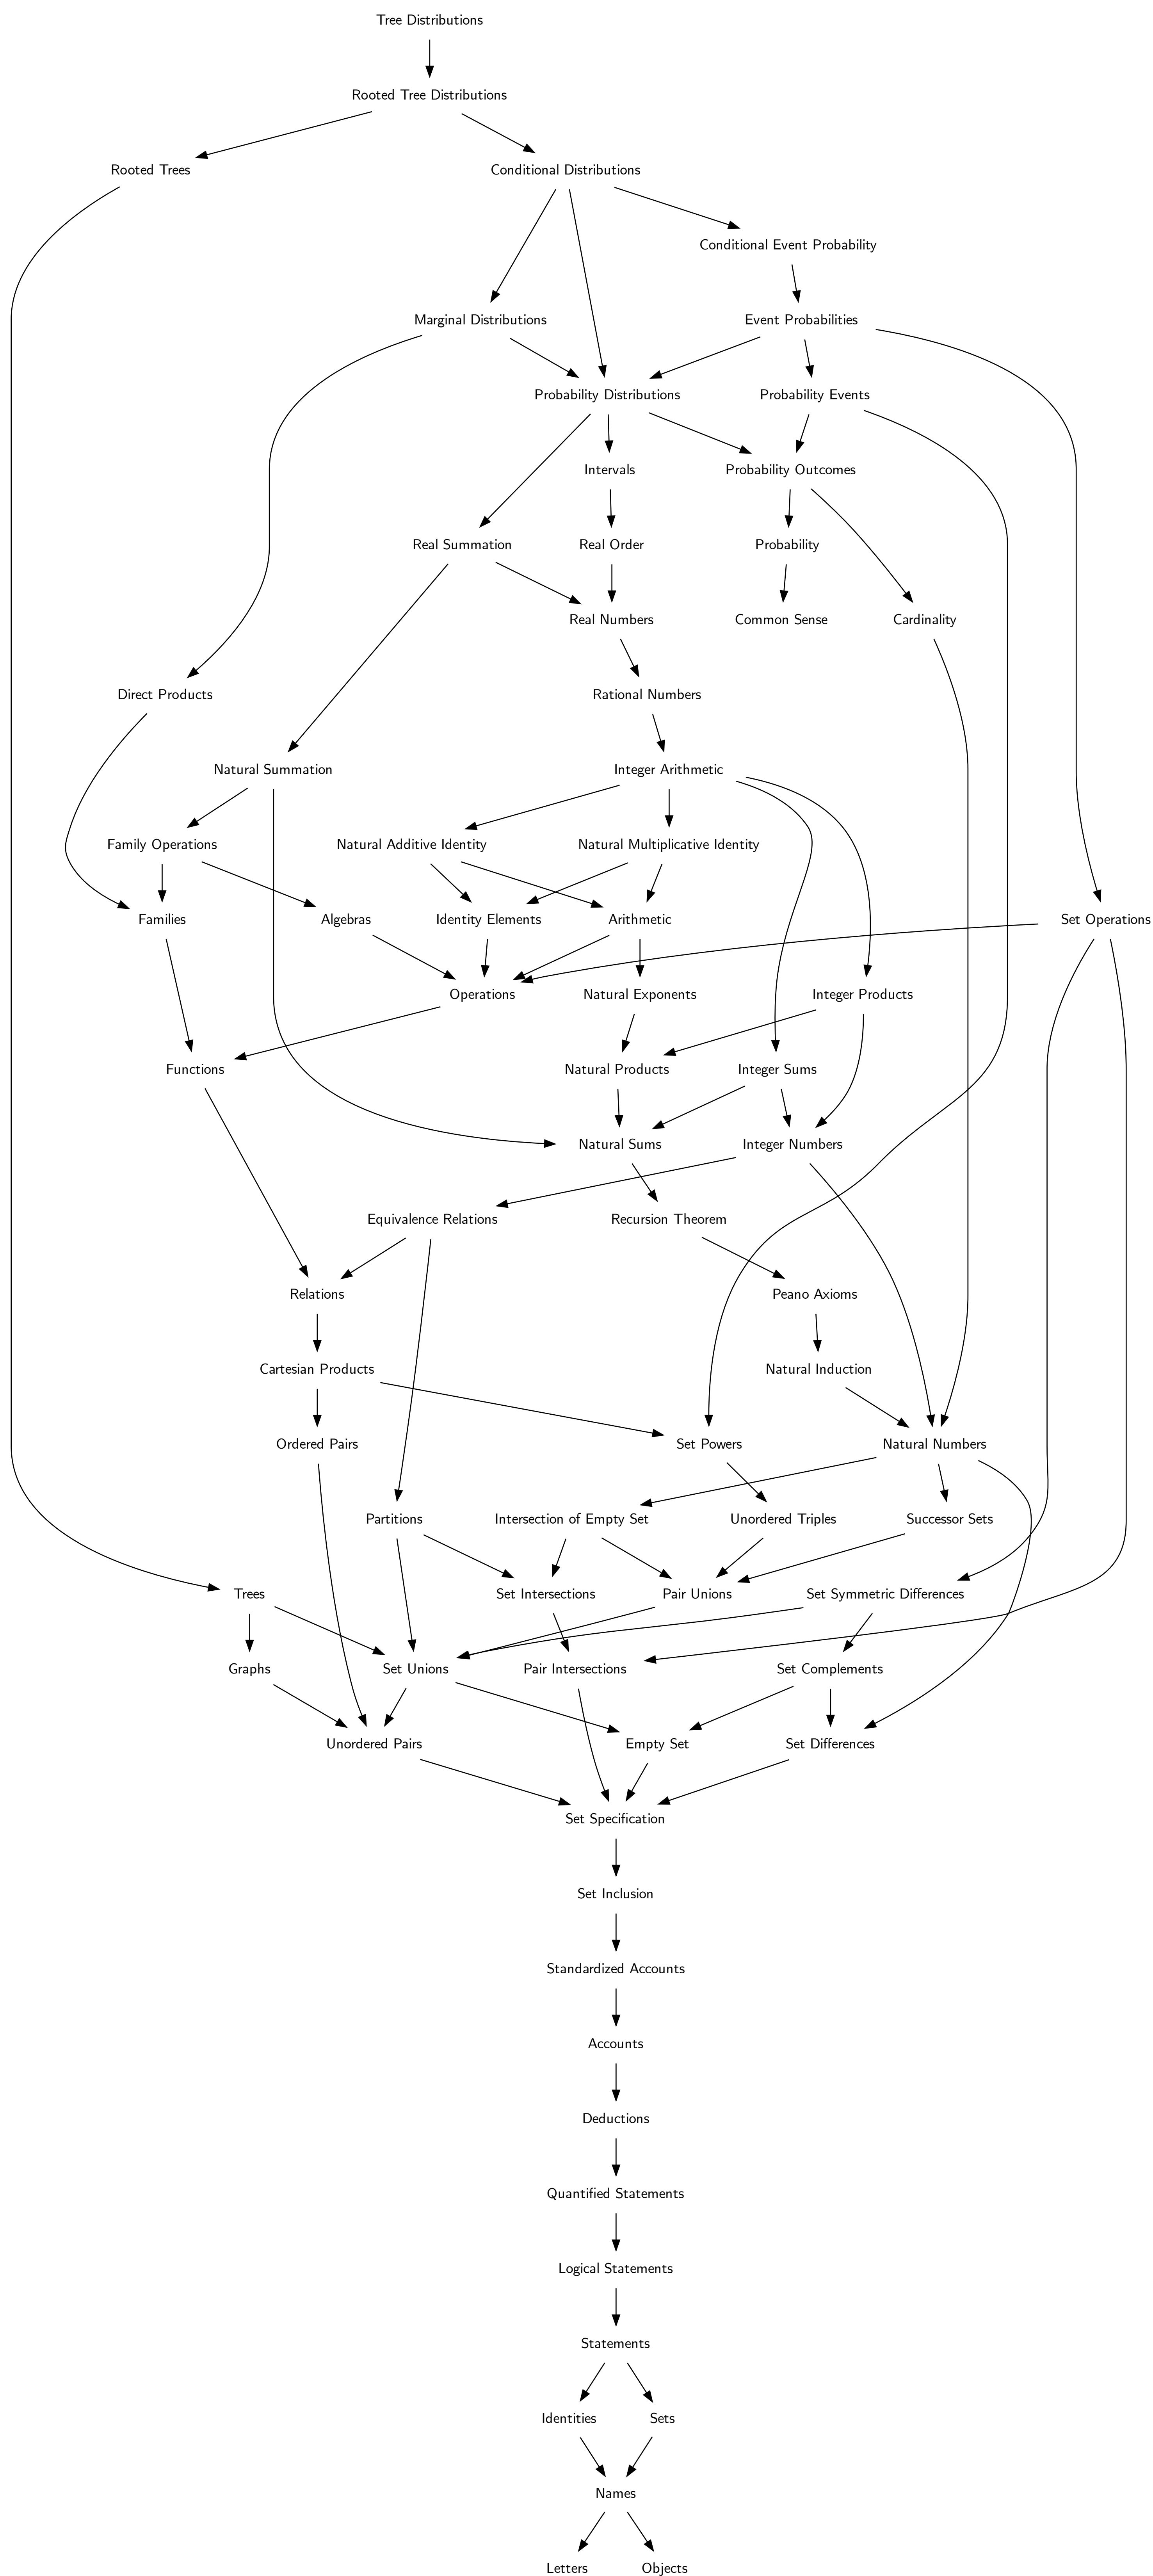 Tree Distributions
Rooted Tree Distributions
Rooted Trees
Conditional Distributions
Conditional Event Probability
Marginal Distributions
Event Probabilities
Probability Distributions
Probability Events
Intervals
Probability Outcomes
Real Summation
Real Order
Probability
Real Numbers
Common Sense
Cardinality
Direct Products
Rational Numbers
Natural Summation
Integer Arithmetic
Family Operations
Natural Additive Identity
Natural Multiplicative Identity
Families
Algebras
Identity Elements
Arithmetic
Set Operations
Operations
Natural Exponents
Integer Products
Functions
Natural Products
Integer Sums
Natural Sums
Integer Numbers
Equivalence Relations
Recursion Theorem
Relations
Peano Axioms
Cartesian Products
Natural Induction
Ordered Pairs
Set Powers
Natural Numbers
Partitions
Intersection of Empty Set
Unordered Triples
Successor Sets
Trees
Set Intersections
Pair Unions
Set Symmetric Differences
Graphs
Set Unions
Pair Intersections
Set Complements
Unordered Pairs
Empty Set
Set Differences
Set Specification
Set Inclusion
Standardized Accounts
Accounts
Deductions
Quantified Statements
Logical Statements
Statements
Identities
Sets
Names
Letters
Objects